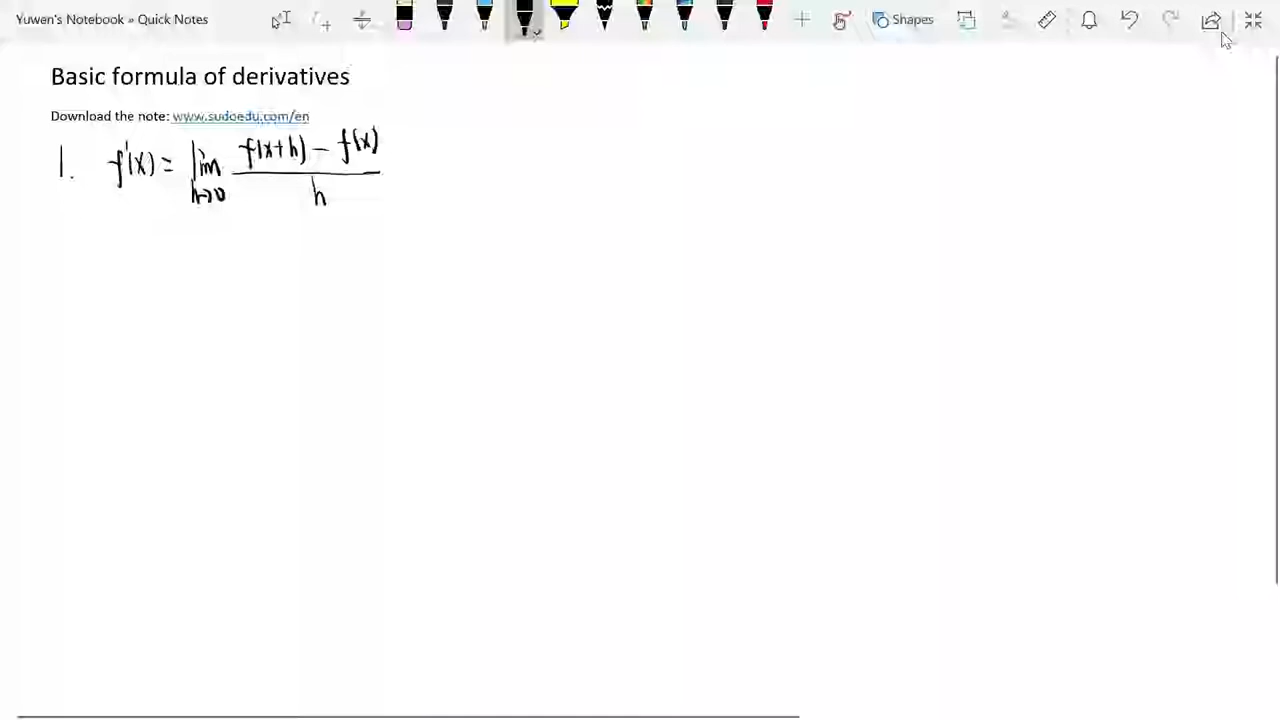 Yuwen's Notebook » Quick Notes
Shapes
Basic formula of derivatives
Download the note: www.sudoedu.com/en
1. f'(x) = lim h→0 f(x+h) - f(x) / h